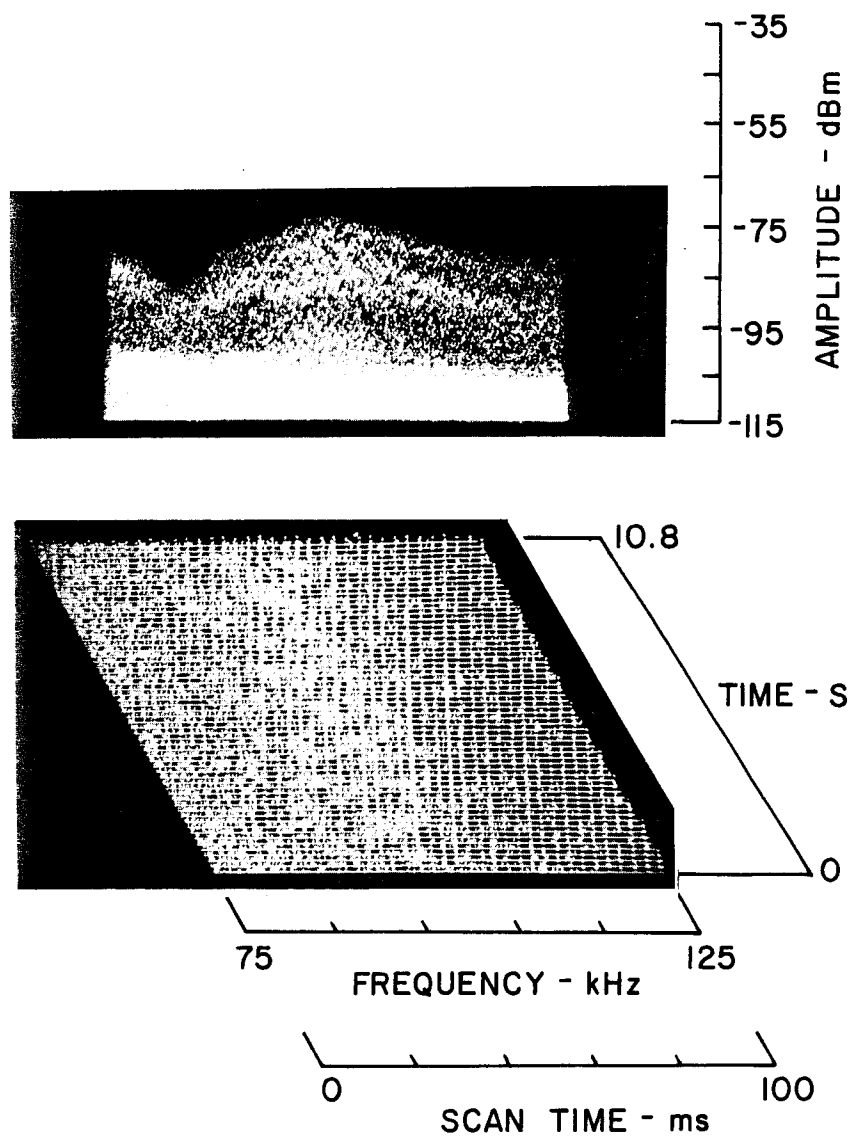 -35
-55
-75
-95
-115
AMPLITUDE - dBm
10.8
TIME - S
0
75
125
FREQUENCY - kHz
0
100
SCAN TIME - ms